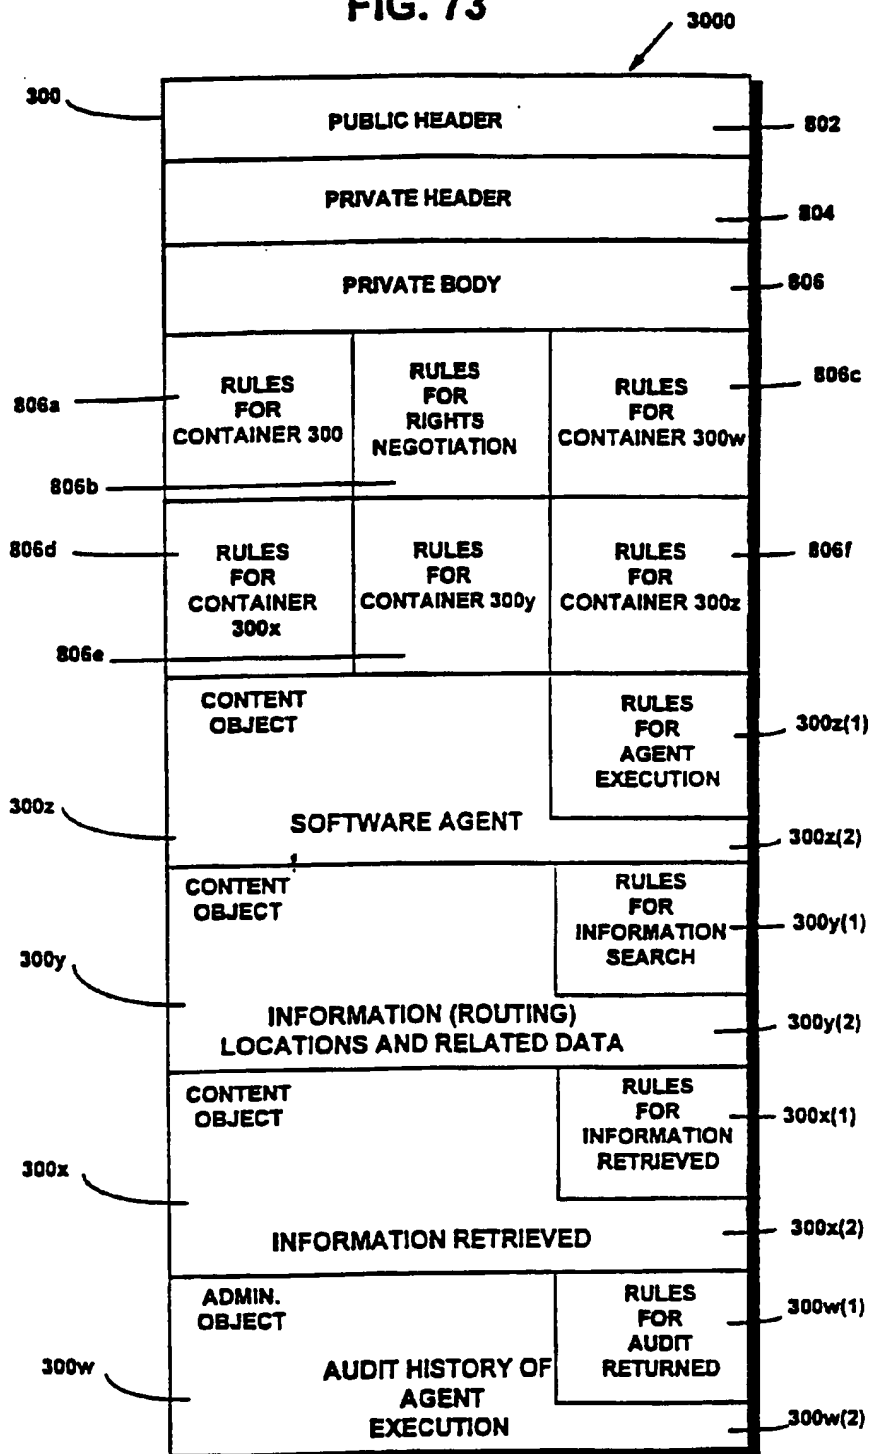 FIG. 73
3000
300
PUBLIC HEADER
802
PRIVATE HEADER
804
PRIVATE BODY
806
806a
RULES
FOR
CONTAINER 300
RULES
FOR
RIGHTS
NEGOTIATION
806b
RULES
FOR
CONTAINER 300w
806c
806d
RULES
FOR
CONTAINER
300x
RULES
FOR
CONTAINER 300y
806e
RULES
FOR
CONTAINER 300z
806f
CONTENT
OBJECT
RULES
FOR
AGENT
EXECUTION
300z(1)
300z
SOFTWARE AGENT
300z(2)
CONTENT
OBJECT
RULES
FOR
INFORMATION
SEARCH
300y(1)
300y
INFORMATION (ROUTING)
LOCATIONS AND RELATED DATA
300y(2)
CONTENT
OBJECT
RULES
FOR
INFORMATION
RETRIEVED
300x(1)
300x
INFORMATION RETRIEVED
300x(2)
ADMIN.
OBJECT
RULES
FOR
AUDIT
RETURNED
300w(1)
300w
AUDIT HISTORY OF
AGENT
EXECUTION
300w(2)